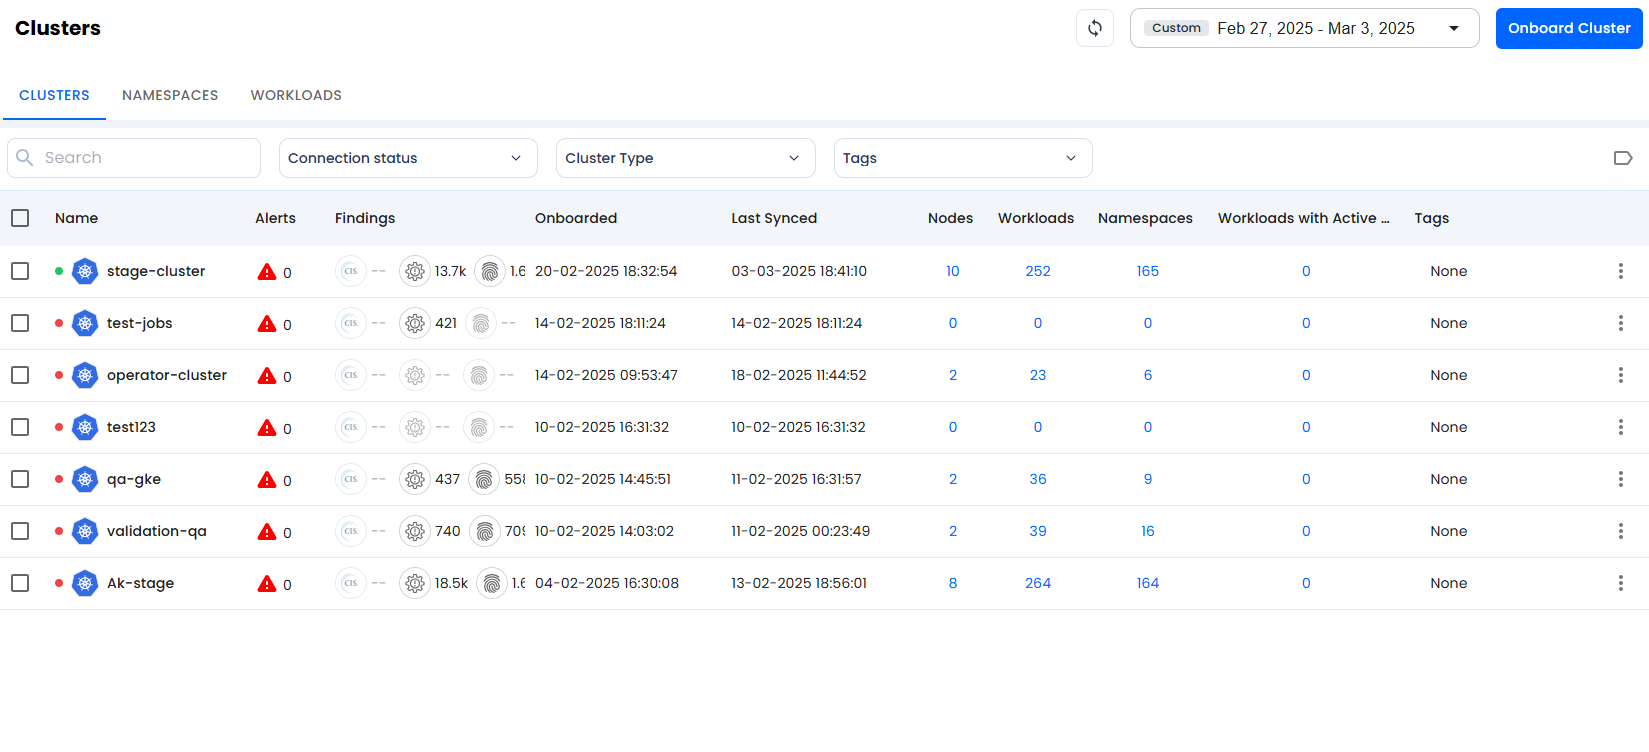 Clusters
Custom Feb 27, 2025 - Mar 3, 2025
Onboard Cluster
CLUSTERS NAMESPACES WORKLOADS
Search Connection status Cluster Type Tags
Name Alerts Findings Onboarded Last Synced Nodes Workloads Namespaces Workloads with Active ... Tags
stage-cluster 0 CIS. -- 13.7k 1.6 20-02-2025 18:32:54 03-03-2025 18:41:10 10 252 165 0 None
test-jobs 0 CIS. -- 421 -- 14-02-2025 18:11:24 14-02-2025 18:11:24 0 0 0 0 None
operator-cluster 0 CIS. -- -- -- 14-02-2025 09:53:47 18-02-2025 11:44:52 2 23 6 0 None
test123 0 CIS. -- -- -- 10-02-2025 16:31:32 10-02-2025 16:31:32 0 0 0 0 None
qa-gke 0 CIS. -- 437 558 10-02-2025 14:45:51 11-02-2025 16:31:57 2 36 9 0 None
validation-qa 0 CIS. -- 740 709 10-02-2025 14:03:02 11-02-2025 00:23:49 2 39 16 0 None
Ak-stage 0 CIS. -- 18.5k 1.6 04-02-2025 16:30:08 13-02-2025 18:56:01 8 264 164 0 None